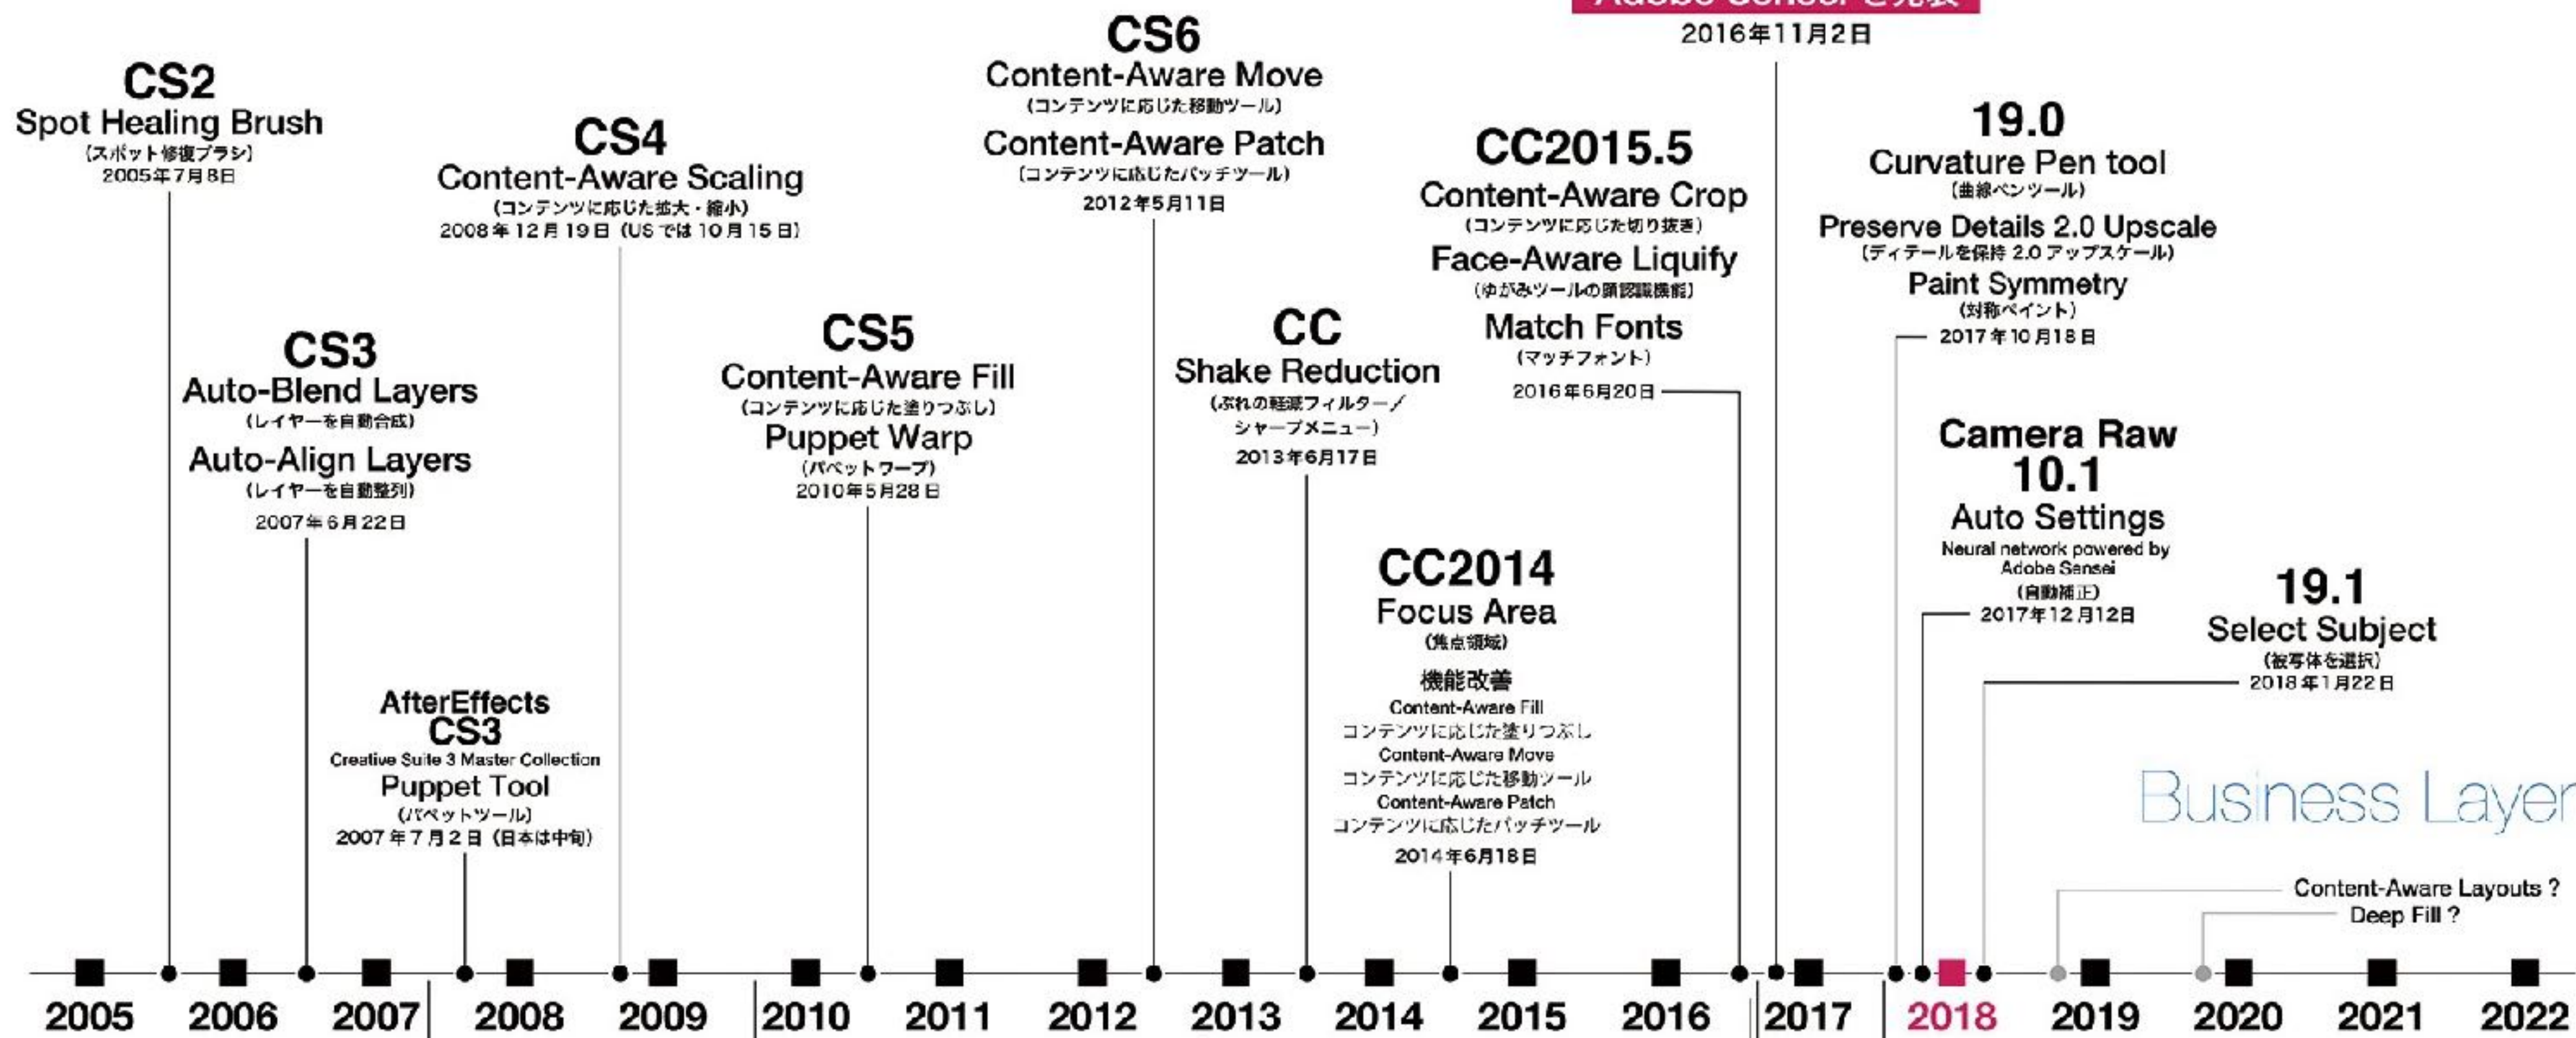 2016年11月2日
CS2
Spot Healing Brush
(スポット修復ブラシ)
2005年7月8日
CS3
Auto-Blend Layers
(レイヤーを自動合成)
Auto-Align Layers
(レイヤーを自動整列)
2007年6月22日
AfterEffects
CS3
Creative Suite 3 Master Collection
Puppet Tool
(パペットツール)
2007年7月2日(日本は中旬)
CS4
Content-Aware Scaling
(コンテンツに応じた拡大・縮小)
2008年12月19日(USでは10月15日)
CS5
Content-Aware Fill
(コンテンツに応じた塗りつぶし)
Puppet Warp
(パペットワープ)
2010年5月28日
CS6
Content-Aware Move
(コンテンツに応じた移動ツール)
Content-Aware Patch
(コンテンツに応じたパッチツール)
2012年5月11日
CC
Shake Reduction
(ぶれの軽減フィルター/
シャープメニュー)
2013年6月17日
CC2014
Focus Area
(焦点領域)
機能改善
Content-Aware Fill
コンテンツに応じた塗りつぶし
Content-Aware Move
コンテンツに応じた移動ツール
Content-Aware Patch
コンテンツに応じたパッチツール
2014年6月18日
CC2015.5
Content-Aware Crop
(コンテンツに応じた切り抜き)
Face-Aware Liquify
(ゆがみツールの顔認識機能)
Match Fonts
(マッチフォント)
2016年6月20日
19.0
Curvature Pen tool
(曲線ペンツール)
Preserve Details 2.0 Upscale
(ディテールを保持 2.0 アップスケール)
Paint Symmetry
(対称ペイント)
2017年10月18日
Camera Raw
10.1
Auto Settings
Neural network powered by
Adobe Sensei
(自動補正)
2017年12月12日
19.1
Select Subject
(被写体を選択)
2018年1月22日
Business Layer
Content-Aware Layouts ?
Deep Fill ?
2005 2006 2007 2008 2009 2010 2011 2012 2013 2014 2015 2016 2017 2018 2019 2020 2021 2022